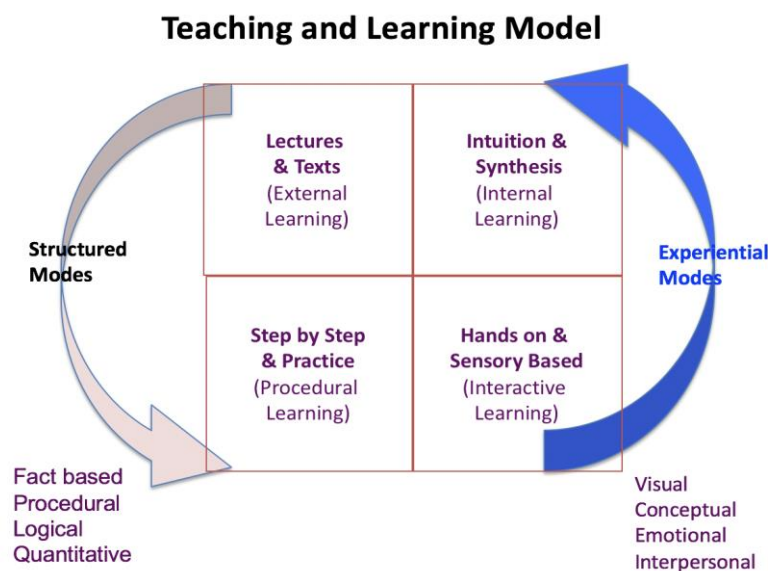 Teaching and Learning Model
Lectures
& Texts
(External
Learning)
Intuition &
Synthesis
(Internal
Learning)
Structured
Modes
Experiential
Modes
Step by Step
& Practice
(Procedural
Learning)
Hands on &
Sensory Based
(Interactive
Learning)
Fact based
Procedural
Logical
Quantitative
Visual
Conceptual
Emotional
Interpersonal